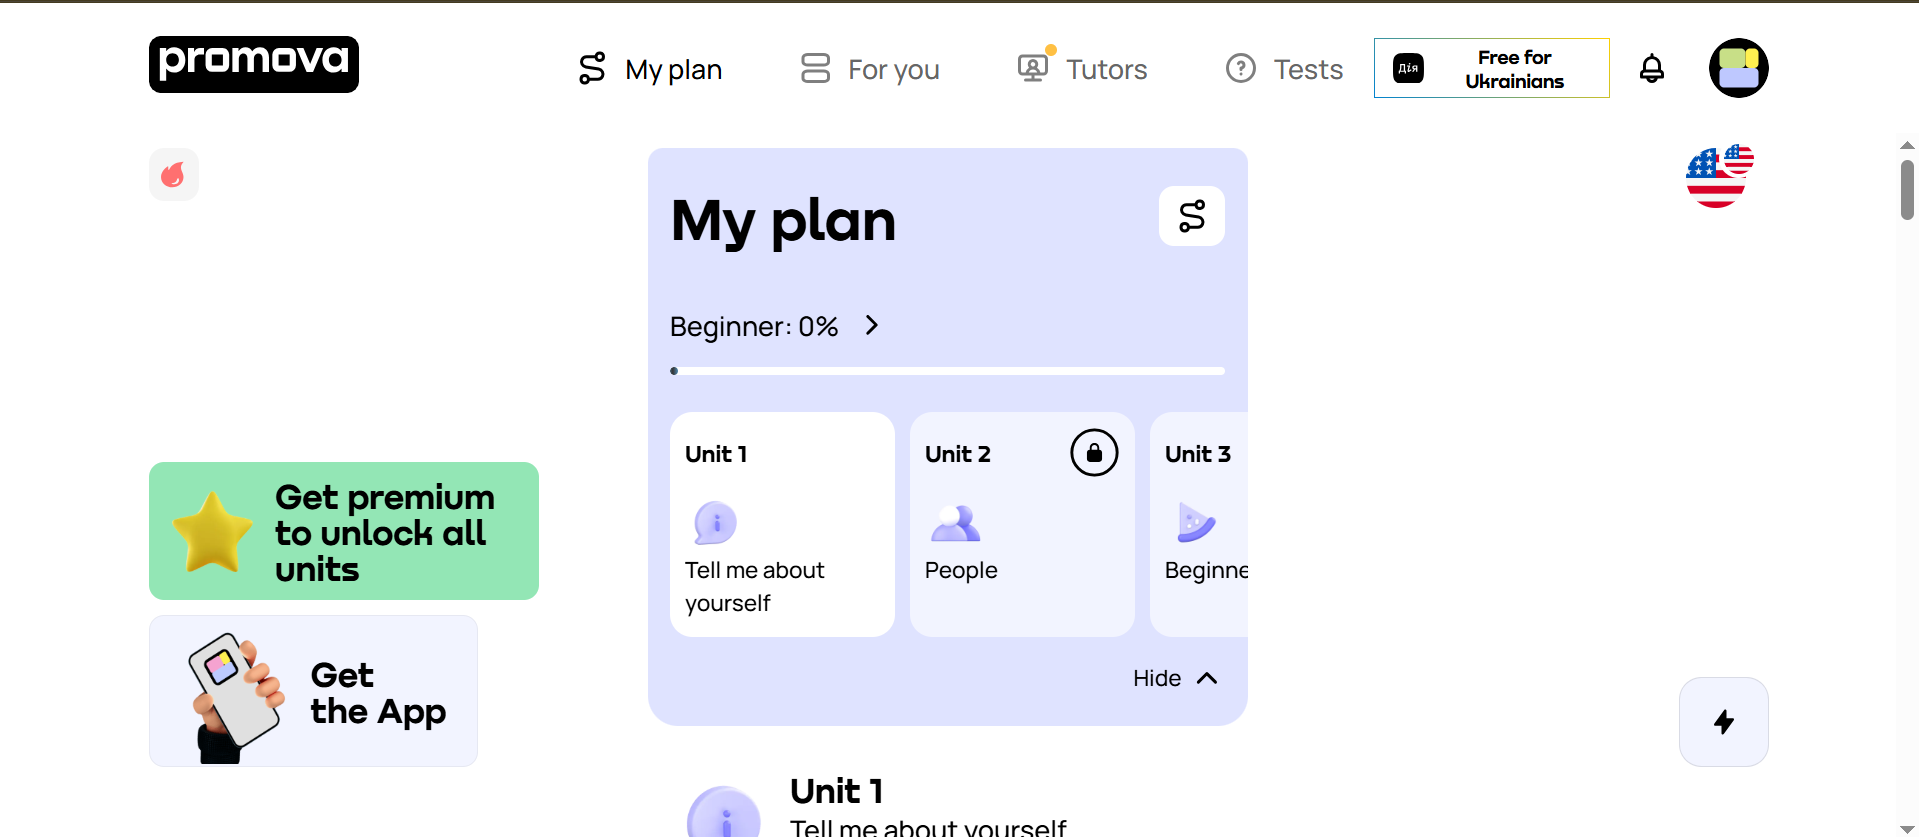 promova
My plan
For you
Tutors
Tests
Дія
Free for
Ukrainians
My plan
Beginner: 0%
Unit 1
Tell me about
yourself
Unit 2
People
Unit 3
Beginne
Get premium
to unlock all
units
Get
the App
Hide
Unit 1
Tell me about yourself